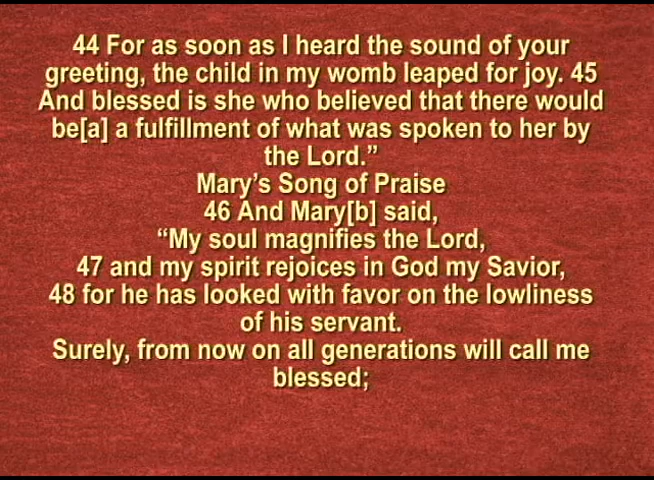 44 For as soon as I heard the sound of your
greeting, the child in my womb leaped for joy. 45
And blessed is she who believed that there would
be[a] a fulfillment of what was spoken to her by
the Lord.”
Mary’s Song of Praise
46 And Mary[b] said,
“My soul magnifies the Lord,
47 and my spirit rejoices in God my Savior,
48 for he has looked with favor on the lowliness
of his servant.
Surely, from now on all generations will call me
blessed;